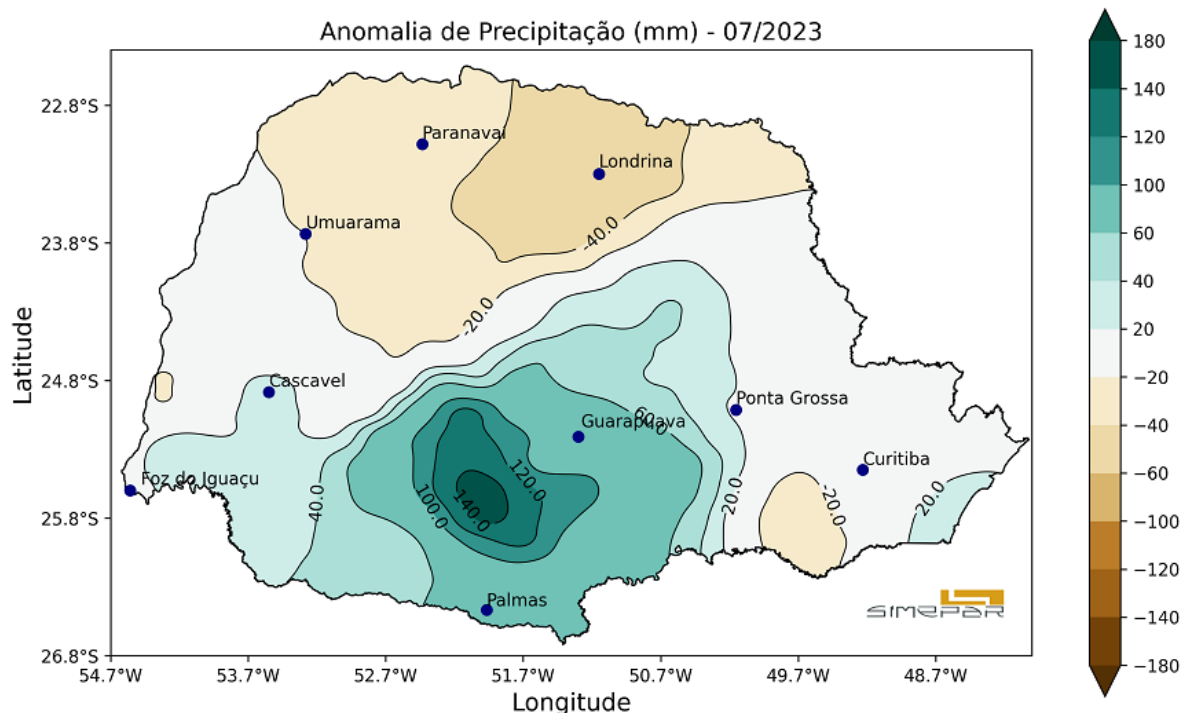 Anomalia de Precipitação (mm) - 07/2023
180
140
120
100
60
40
20
−20
−40
−60
−100
−120
−140
−180
Latitude
22.8°S
23.8°S
24.8°S
25.8°S
26.8°S
Paranavaí
Londrina
Umuarama
-40.0
-20.0
Cascavel
Ponta Grossa
60.0
Guarapuava
Curitiba
Foz do Iguaçu
120.0
140.0
100.0
40.0
20.0
-20.0
20.0
Palmas
SIMEPAR
54.7°W
53.7°W
52.7°W
51.7°W
50.7°W
49.7°W
48.7°W
Longitude